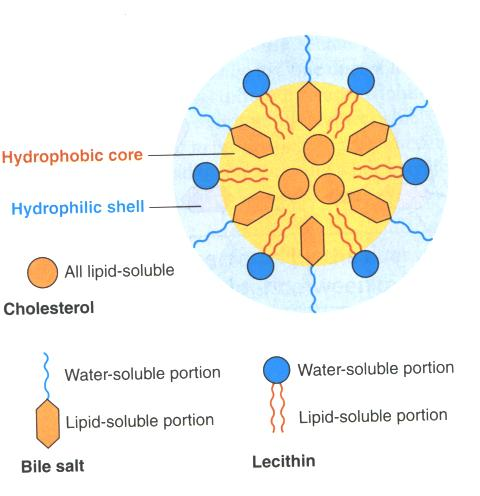 Hydrophobic core
Hydrophilic shell
All lipid-soluble
Cholesterol
Water-soluble portion
Lipid-soluble portion
Bile salt
Water-soluble portion
Lipid-soluble portion
Lecithin